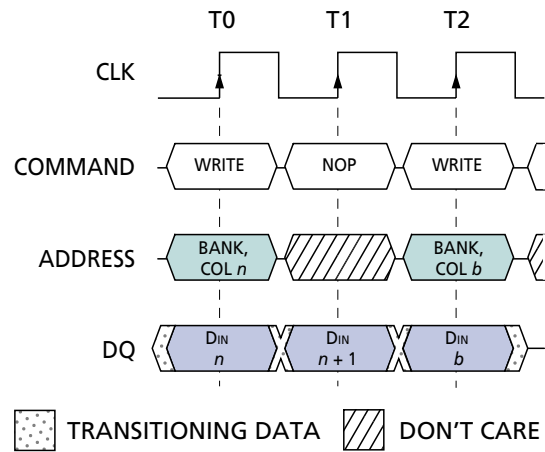 T0 T1 T2
CLK
COMMAND WRITE NOP WRITE
ADDRESS BANK, COL n BANK, COL b
DQ DIN n DIN n + 1 DIN b
TRANSITIONING DATA DON'T CARE